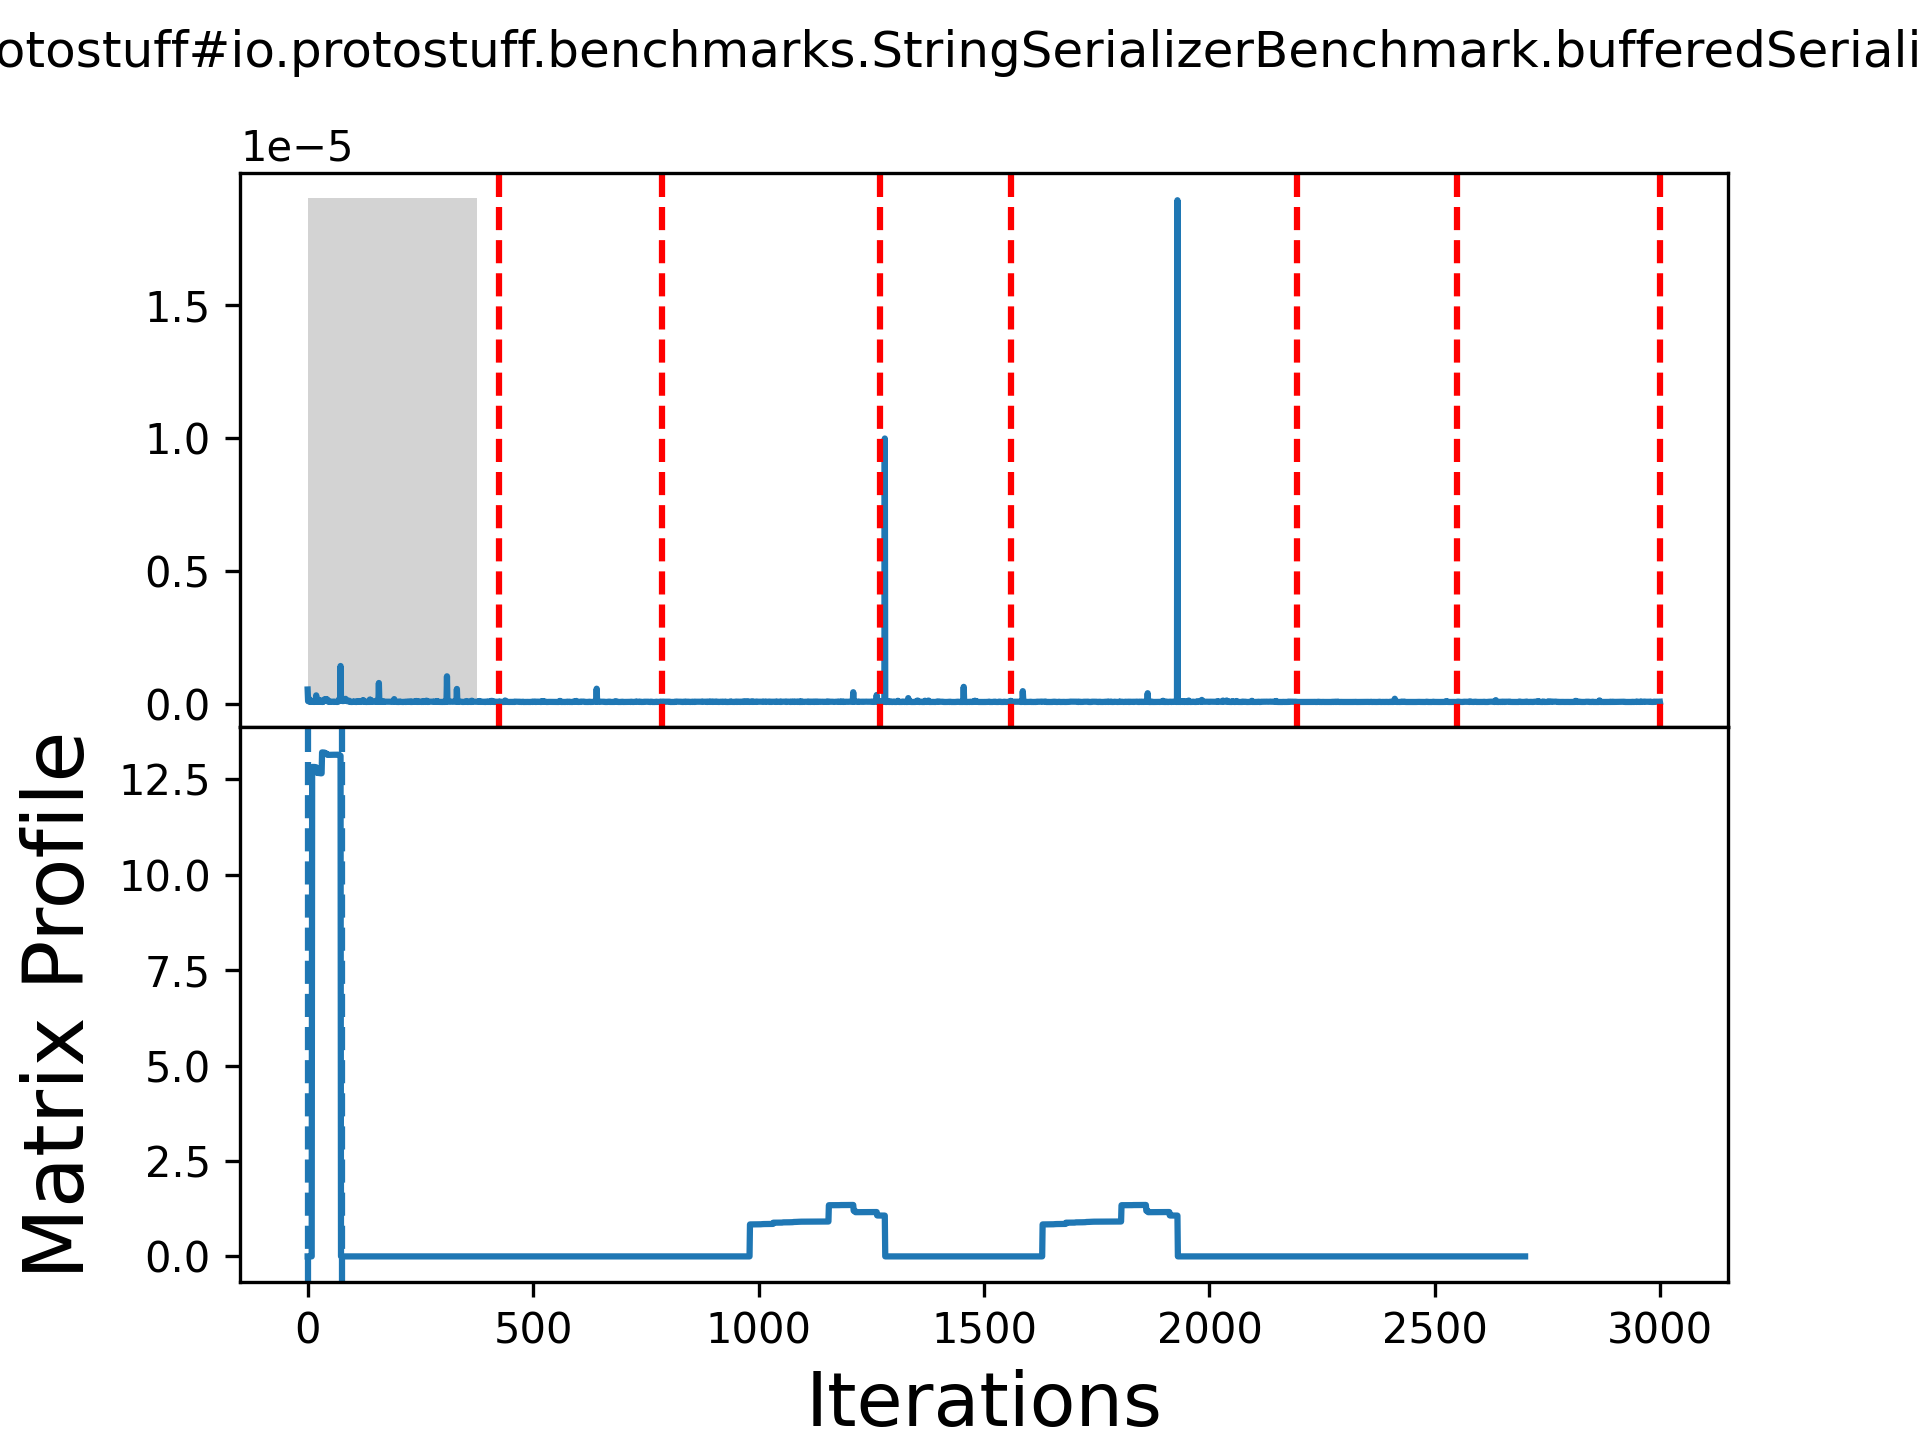 otostuff#io.protostuff.benchmarks.StringSerializerBenchmark.bufferedSeriali
1e−5
1.5
1.0
0.5
0.0
12.5
10.0
7.5
5.0
2.5
0.0
Matrix Profile
0 500 1000 1500 2000 2500 3000
Iterations